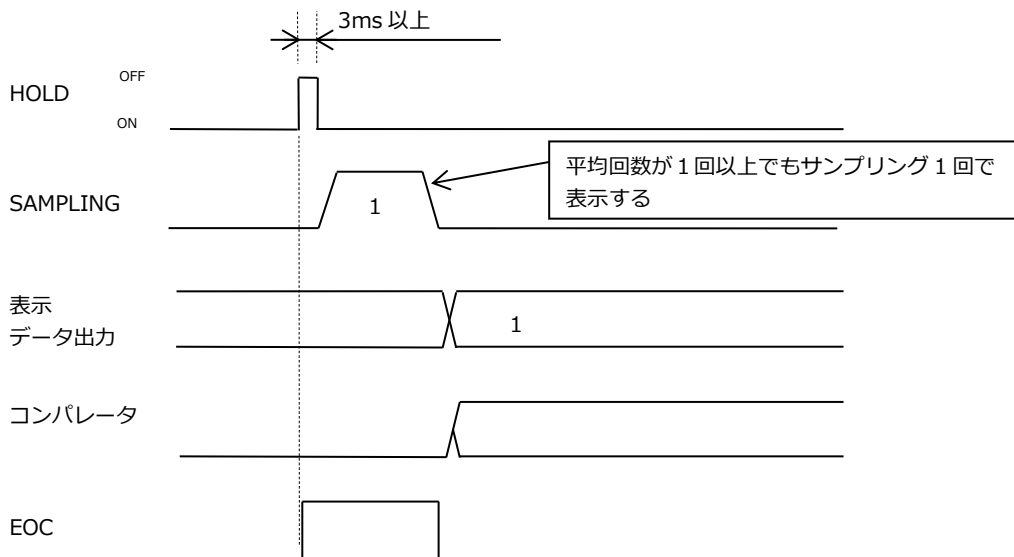 3ms 以上
OFF
HOLD
ON
平均回数が 1 回以上でもサンプリング 1 回で
表示する
SAMPLING
1
表示
データ出力
1
コンパレータ
EOC